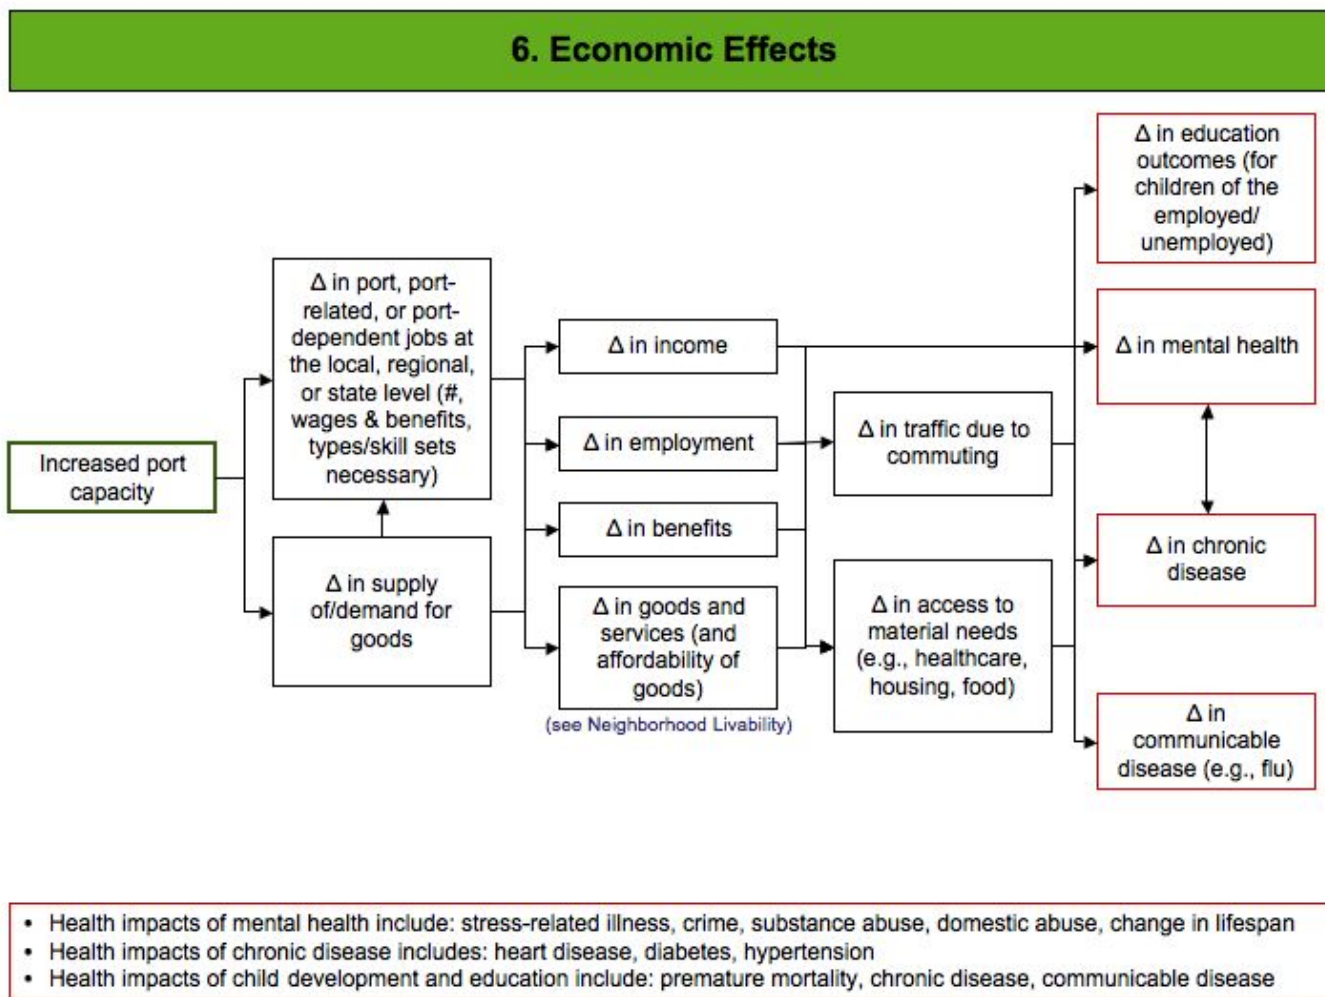 6. Economic Effects
Increased port
capacity
Δ in port, port-
related, or port-
dependent jobs at
the local, regional,
or state level (#,
wages & benefits,
types/skill sets
necessary)
Δ in supply
of/demand for
goods
Δ in income
Δ in employment
Δ in benefits
Δ in goods and
services (and
affordability of
goods)
(see Neighborhood Livability)
Δ in traffic due to
commuting
Δ in access to
material needs
(e.g., healthcare,
housing, food)
Δ in education
outcomes (for
children of the
employed/
unemployed)
Δ in mental health
Δ in chronic
disease
Δ in
communicable
disease (e.g., flu)
• Health impacts of mental health include: stress-related illness, crime, substance abuse, domestic abuse, change in lifespan
• Health impacts of chronic disease includes: heart disease, diabetes, hypertension
• Health impacts of child development and education include: premature mortality, chronic disease, communicable disease